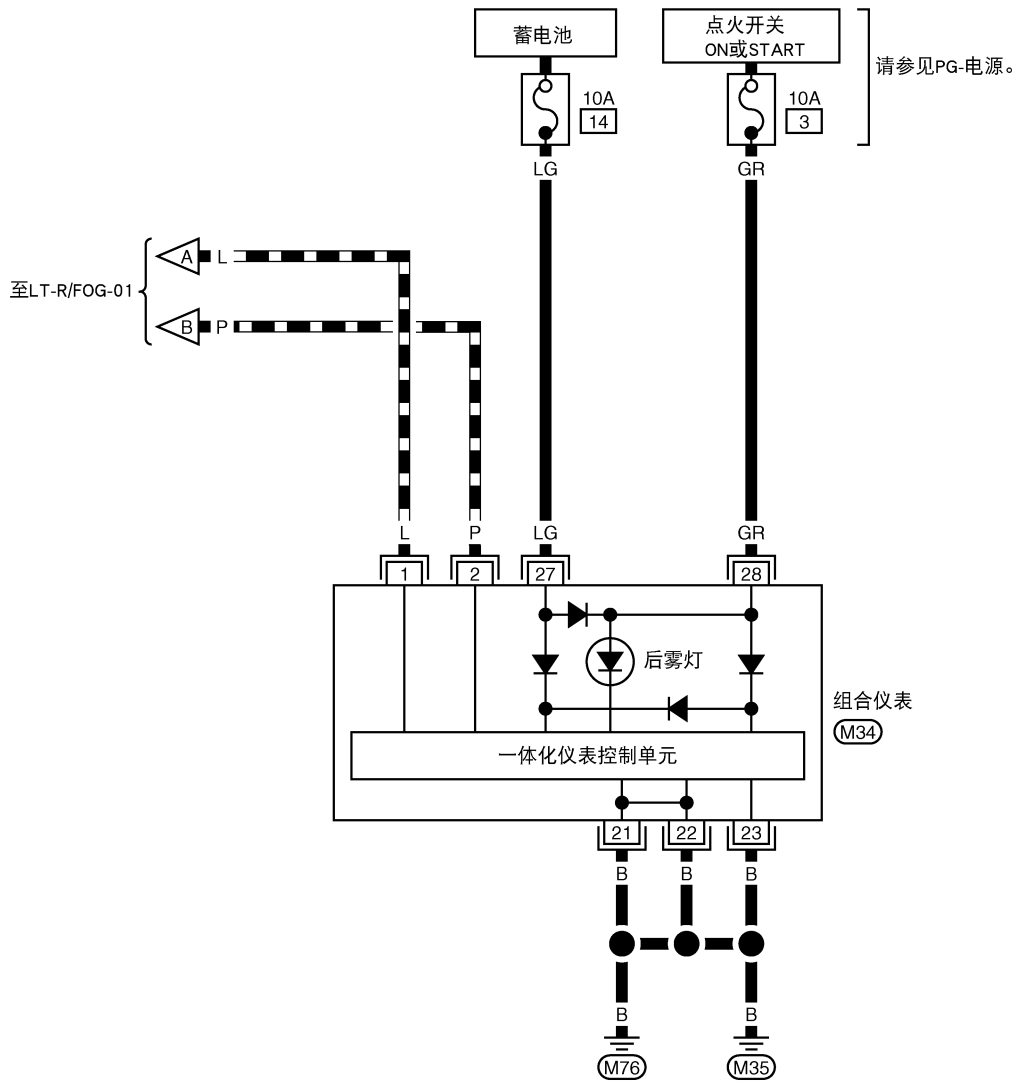 蓄电池
点火开关
ON或START
请参见PG-电源。
10A
14
10A
3
LG
GR
A
L
至LT-R/FOG-01
B
P
L
P
LG
GR
1
2
27
28
后雾灯
组合仪表
M34
一体化仪表控制单元
21
22
23
B
B
B
B
B
M76
M35